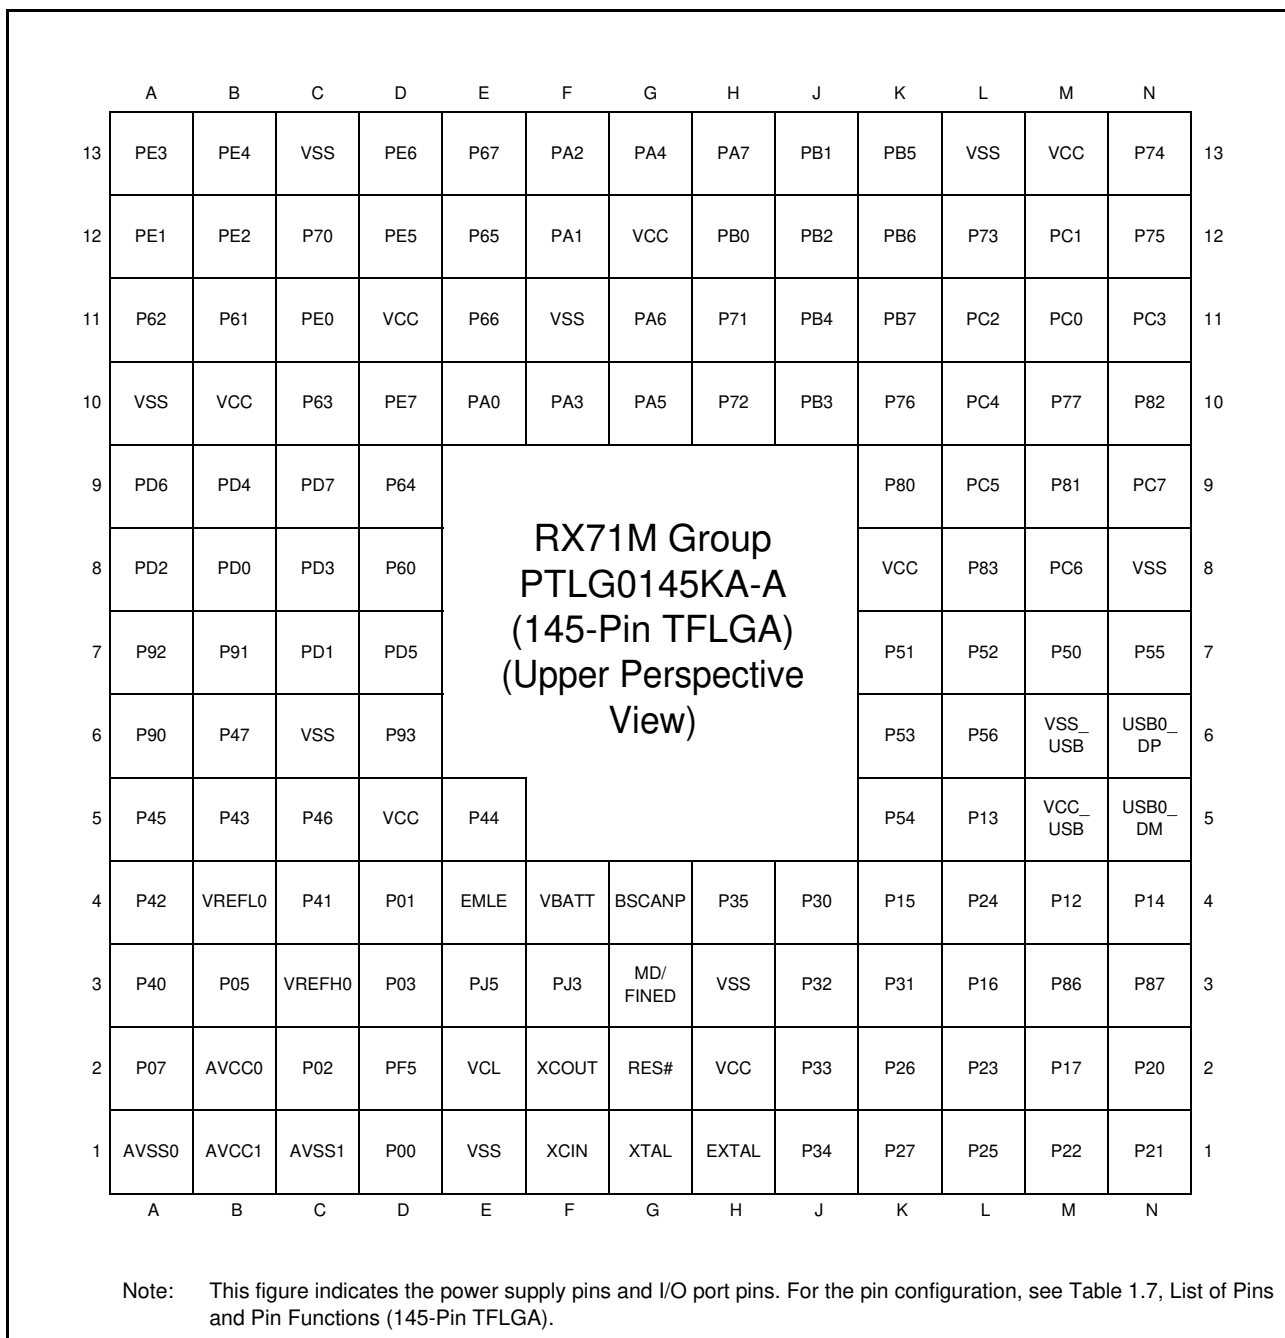 A B C D E F G H J K L M N
13 PE3 PE4 VSS PE6 P67 PA2 PA4 PA7 PB1 PB5 VSS VCC P74 13
12 PE1 PE2 P70 PE5 P65 PA1 VCC PB0 PB2 PB6 P73 PC1 P75 12
11 P62 P61 PE0 VCC P66 VSS PA6 P71 PB4 PB7 PC2 PC0 PC3 11
10 VSS VCC P63 PE7 PA0 PA3 PA5 P72 PB3 P76 PC4 P77 P82 10
9 PD6 PD4 PD7 P64 P80 PC5 P81 PC7 9
8 PD2 PD0 PD3 P60 VCC P83 PC6 VSS 8
7 P92 P91 PD1 PD5 P51 P52 P50 P55 7
6 P90 P47 VSS P93 P53 P56 VSS_USB USB0_DP 6
5 P45 P43 P46 VCC P44 P54 P13 VCC_USB USB0_DM 5
RX71M Group
PTLG0145KA-A
(145-Pin TFLGA)
(Upper Perspective
View)
4 P42 VREFL0 P41 P01 EMLE VBATT BSCANP P35 P30 P15 P24 P12 P14 4
3 P40 P05 VREFH0 P03 PJ5 PJ3 MD/FINED VSS P32 P31 P16 P86 P87 3
2 P07 AVCC0 P02 PF5 VCL XCOUT RES# VCC P33 P26 P23 P17 P20 2
1 AVSS0 AVCC1 AVSS1 P00 VSS XCIN XTAL EXTAL P34 P27 P25 P22 P21 1
A B C D E F G H J K L M N
Note: This figure indicates the power supply pins and I/O port pins. For the pin configuration, see Table 1.7, List of Pins
and Pin Functions (145-Pin TFLGA).